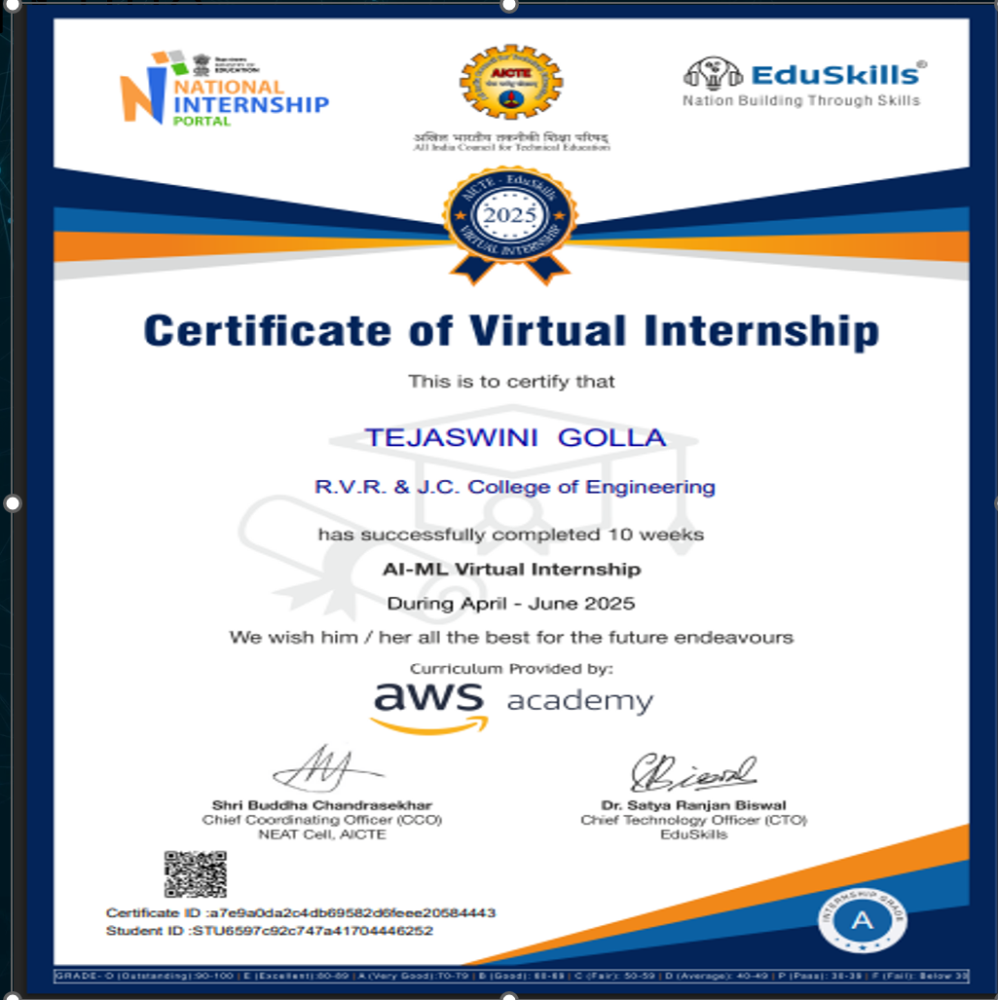 MINISTRY OF
EDUCATION
NATIONAL
INTERNSHIP
PORTAL
AICTE
अखिल भारतीय तकनीकी शिक्षा परिषद्
All India Council for Technical Education
EduSkills®
Nation Building Through Skills
AICTE - EduSkills
2025
VIRTUAL INTERNSHIP
Certificate of Virtual Internship
This is to certify that
TEJASWINI GOLLA
R.V.R. & J.C. College of Engineering
has successfully completed 10 weeks
AI-ML Virtual Internship
During April - June 2025
We wish him / her all the best for the future endeavours
Curriculum Provided by:
aws academy
Shri Buddha Chandrasekhar
Chief Coordinating Officer (CCO)
NEAT Cell, AICTE
Dr. Satya Ranjan Biswal
Chief Technology Officer (CTO)
EduSkills
Certificate ID :a7e9a0da2c4db69582d6feee20584443
Student ID :STU6597c92c747a41704446252
INTERNSHIP GRADE
A
GRADE- O (Outstanding):90-100 | E (Excellent):80-89 | A (Very Good):70-79 | B (Good): 60-69 | C (Fair): 50-59 | D (Average): 40-49 | P (Pass): 30-39 | F (Fail): Below 30